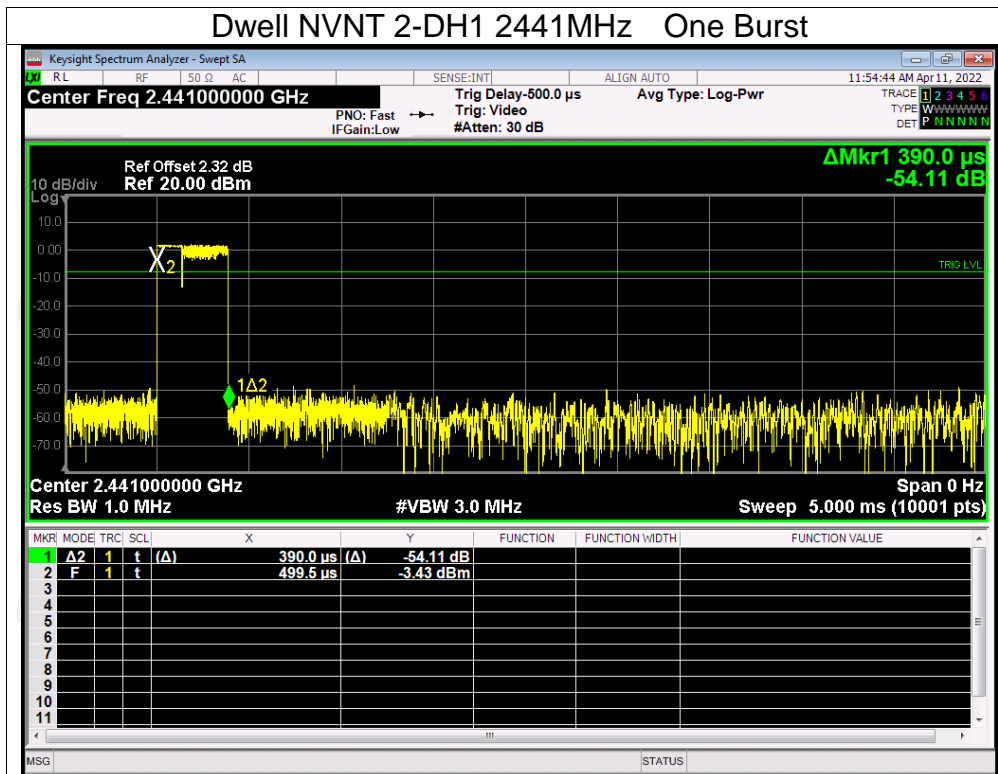 Dwell NVNT 2-DH1 2441MHz One Burst
Keysight Spectrum Analyzer - Swept SA
LXI RL RF 50 Ω AC SENSE:INT ALIGN AUTO 11:54:44 AM Apr 11, 2022
Center Freq 2.441000000 GHz
PNO: Fast
IFGain:Low
Trig Delay-500.0 µs
Trig: Video
#Atten: 30 dB
Avg Type: Log-Pwr
TRACE 1 2 3 4 5 6
TYPE WWWWWW
DET P N N N N N
ΔMkr1 390.0 µs
-54.11 dB
Ref Offset 2.32 dB
10 dB/div Ref 20.00 dBm
Log
10.0
0.00
-10.0
-20.0
-30.0
-40.0
-50.0
-60.0
-70.0
X2
TRIG LVL
1Δ2
Center 2.441000000 GHz Span 0 Hz
Res BW 1.0 MHz #VBW 3.0 MHz Sweep 5.000 ms (10001 pts)
MKR MODE TRC SCL X Y FUNCTION FUNCTION WIDTH FUNCTION VALUE
1 Δ2 1 t (Δ) 390.0 µs (Δ) -54.11 dB
2 F 1 t 499.5 µs -3.43 dBm
3
4
5
6
7
8
9
10
11
MSG STATUS